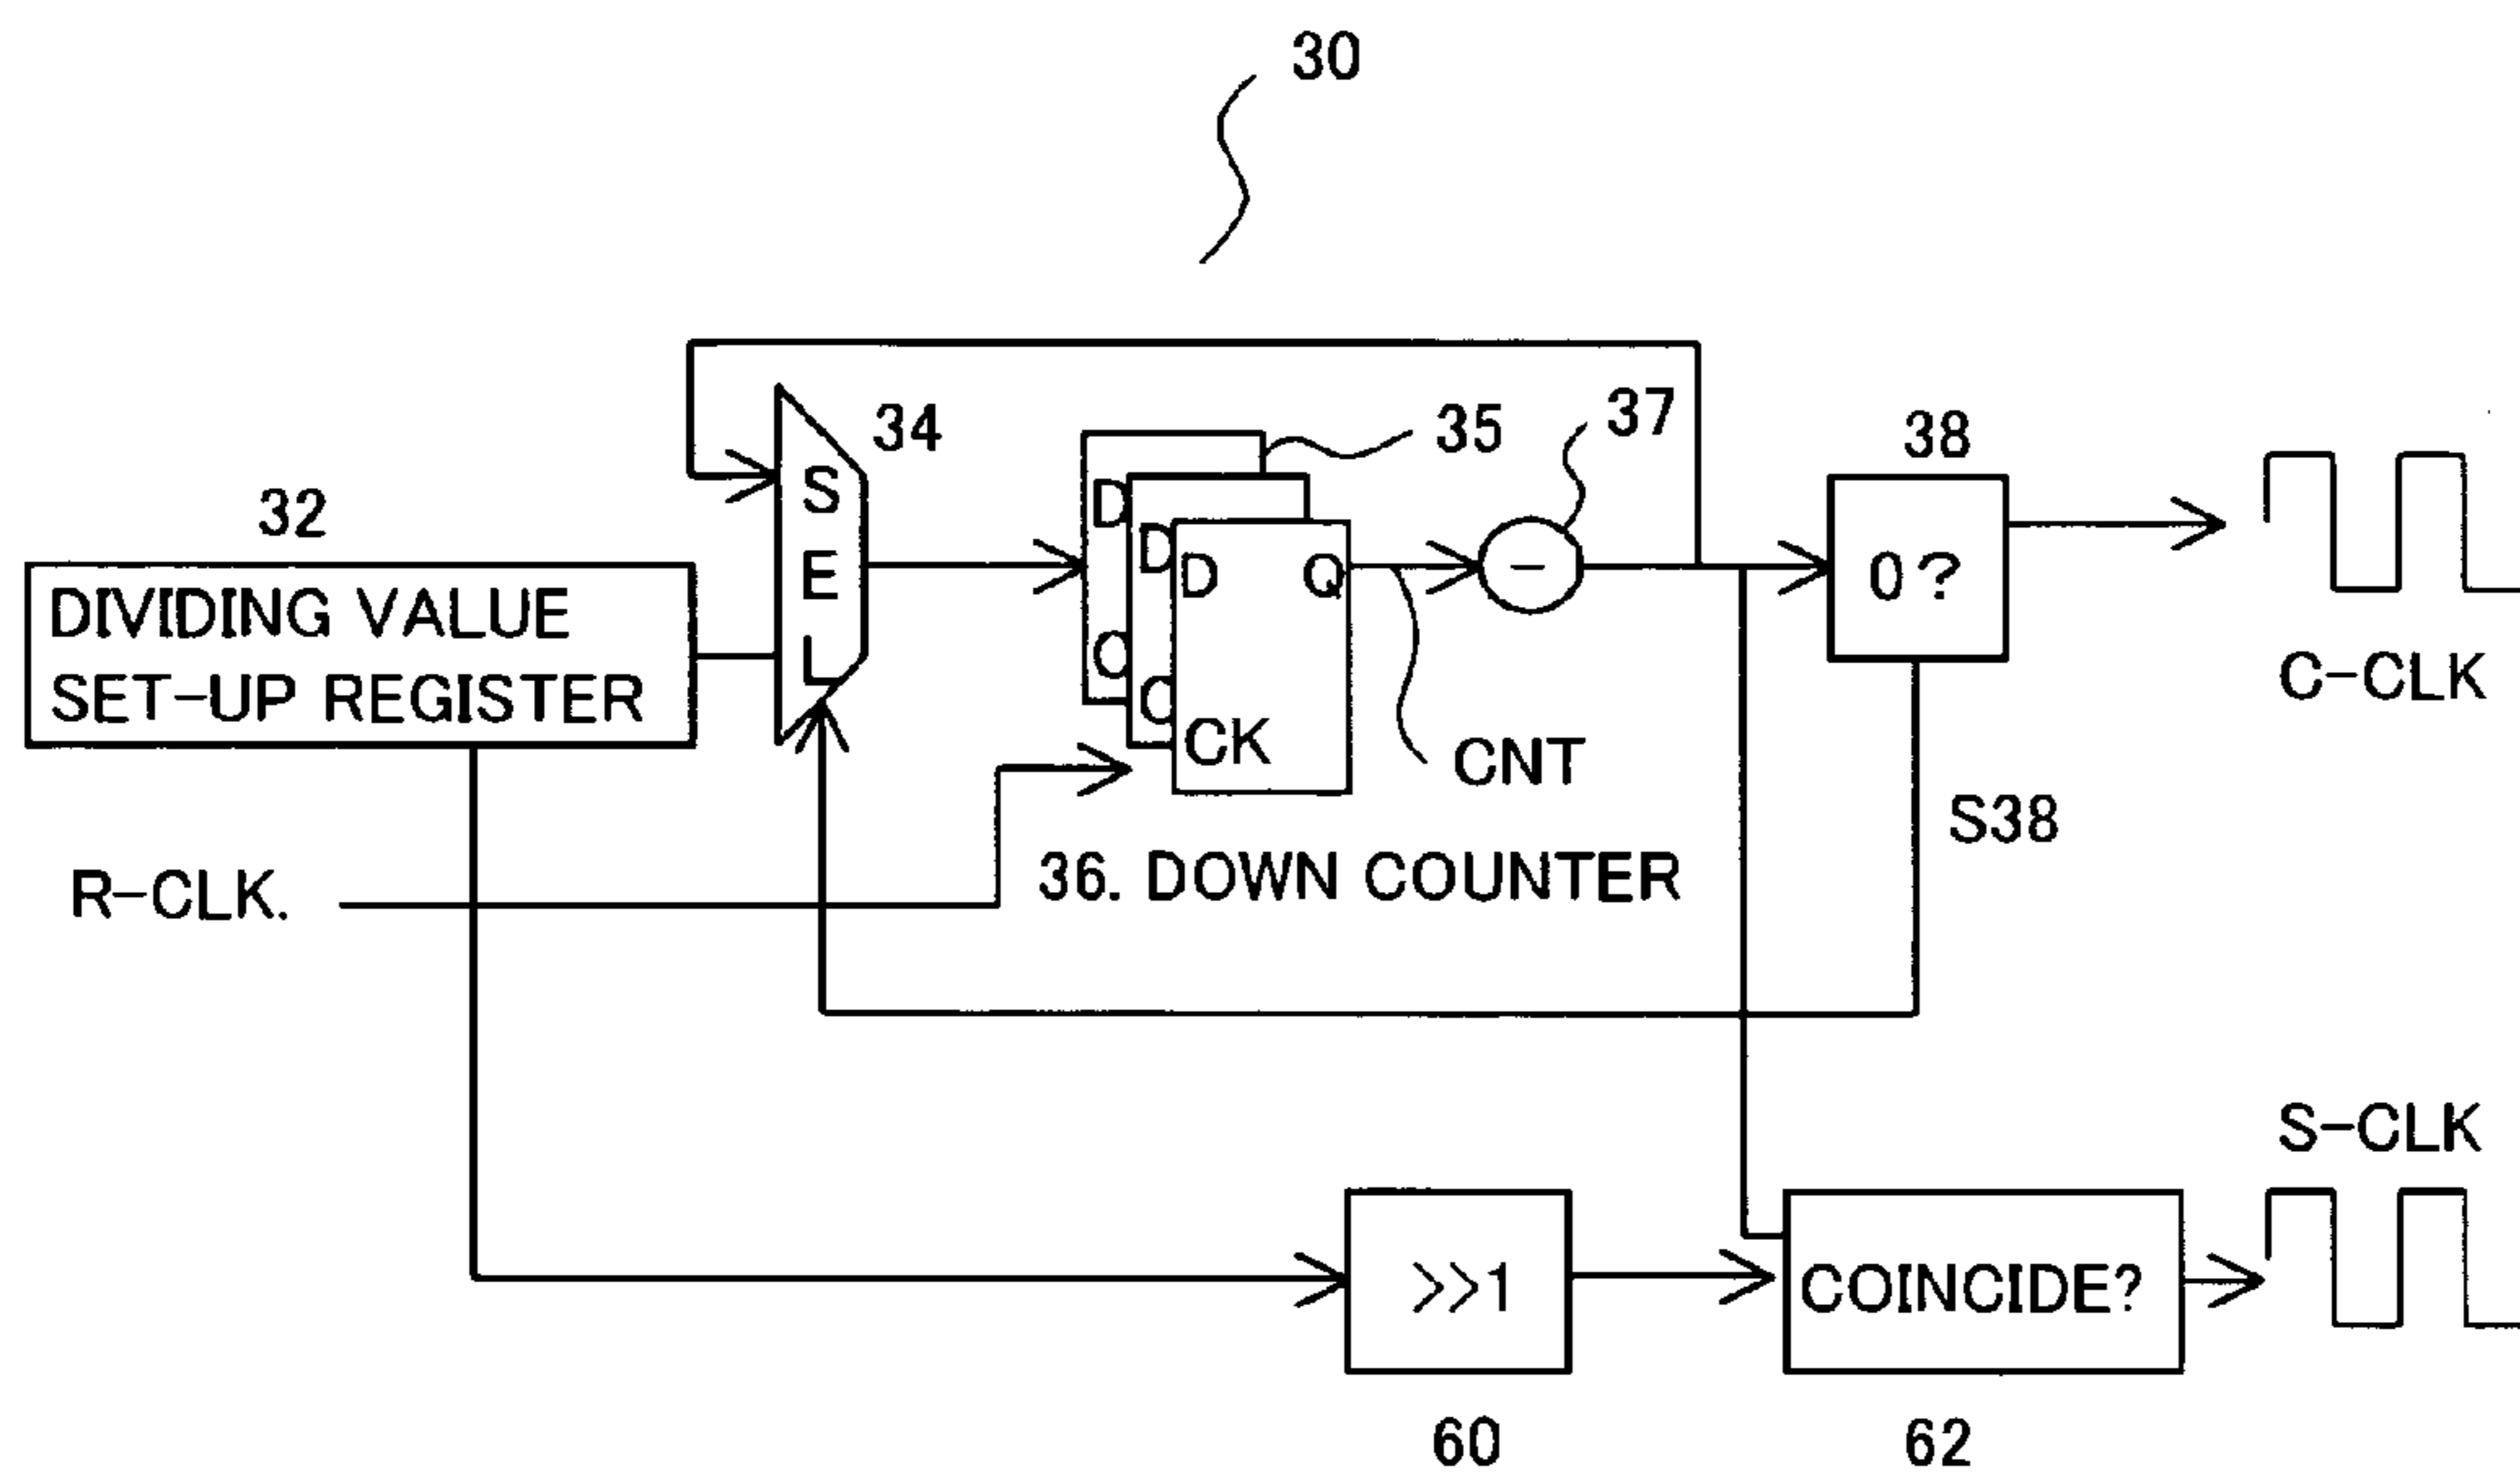 30
34
35
37
38
32
S
E
L
D
D
D
Q
C
C
CK
0?
DIVIDING VALUE
SET-UP REGISTER
C-CLK
CNT
S38
R-CLK.
36. DOWN COUNTER
S-CLK
>>1
COINCIDE?
60
62